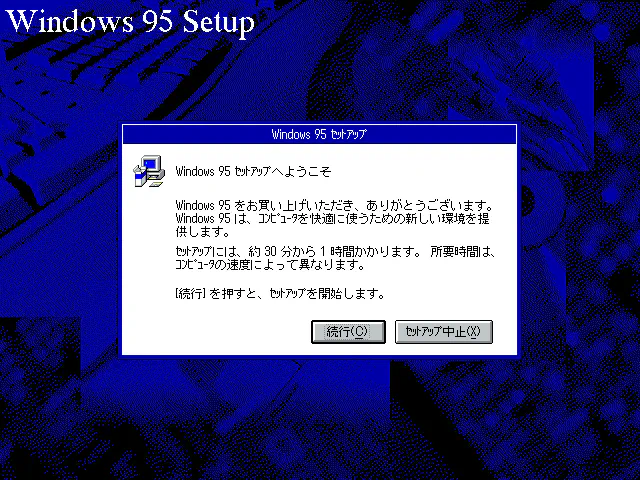 Windows 95 Setup
Windows 95 ｾｯﾄｱｯﾌﾟ
Windows 95 ｾｯﾄｱｯﾌﾟへようこそ
Windows 95 をお買い上げいただき、ありがとうございます。
Windows 95 は、ｺﾝﾋﾟｭｰﾀを快適に使うための新しい環境を提
供します。
ｾｯﾄｱｯﾌﾟには、約 30 分から 1 時間かかります。 所要時間は、
ｺﾝﾋﾟｭｰﾀの速度によって異なります。
[続行] を押すと、ｾｯﾄｱｯﾌﾟを開始します。
続行(C) ｾｯﾄｱｯﾌﾟ中止(X)